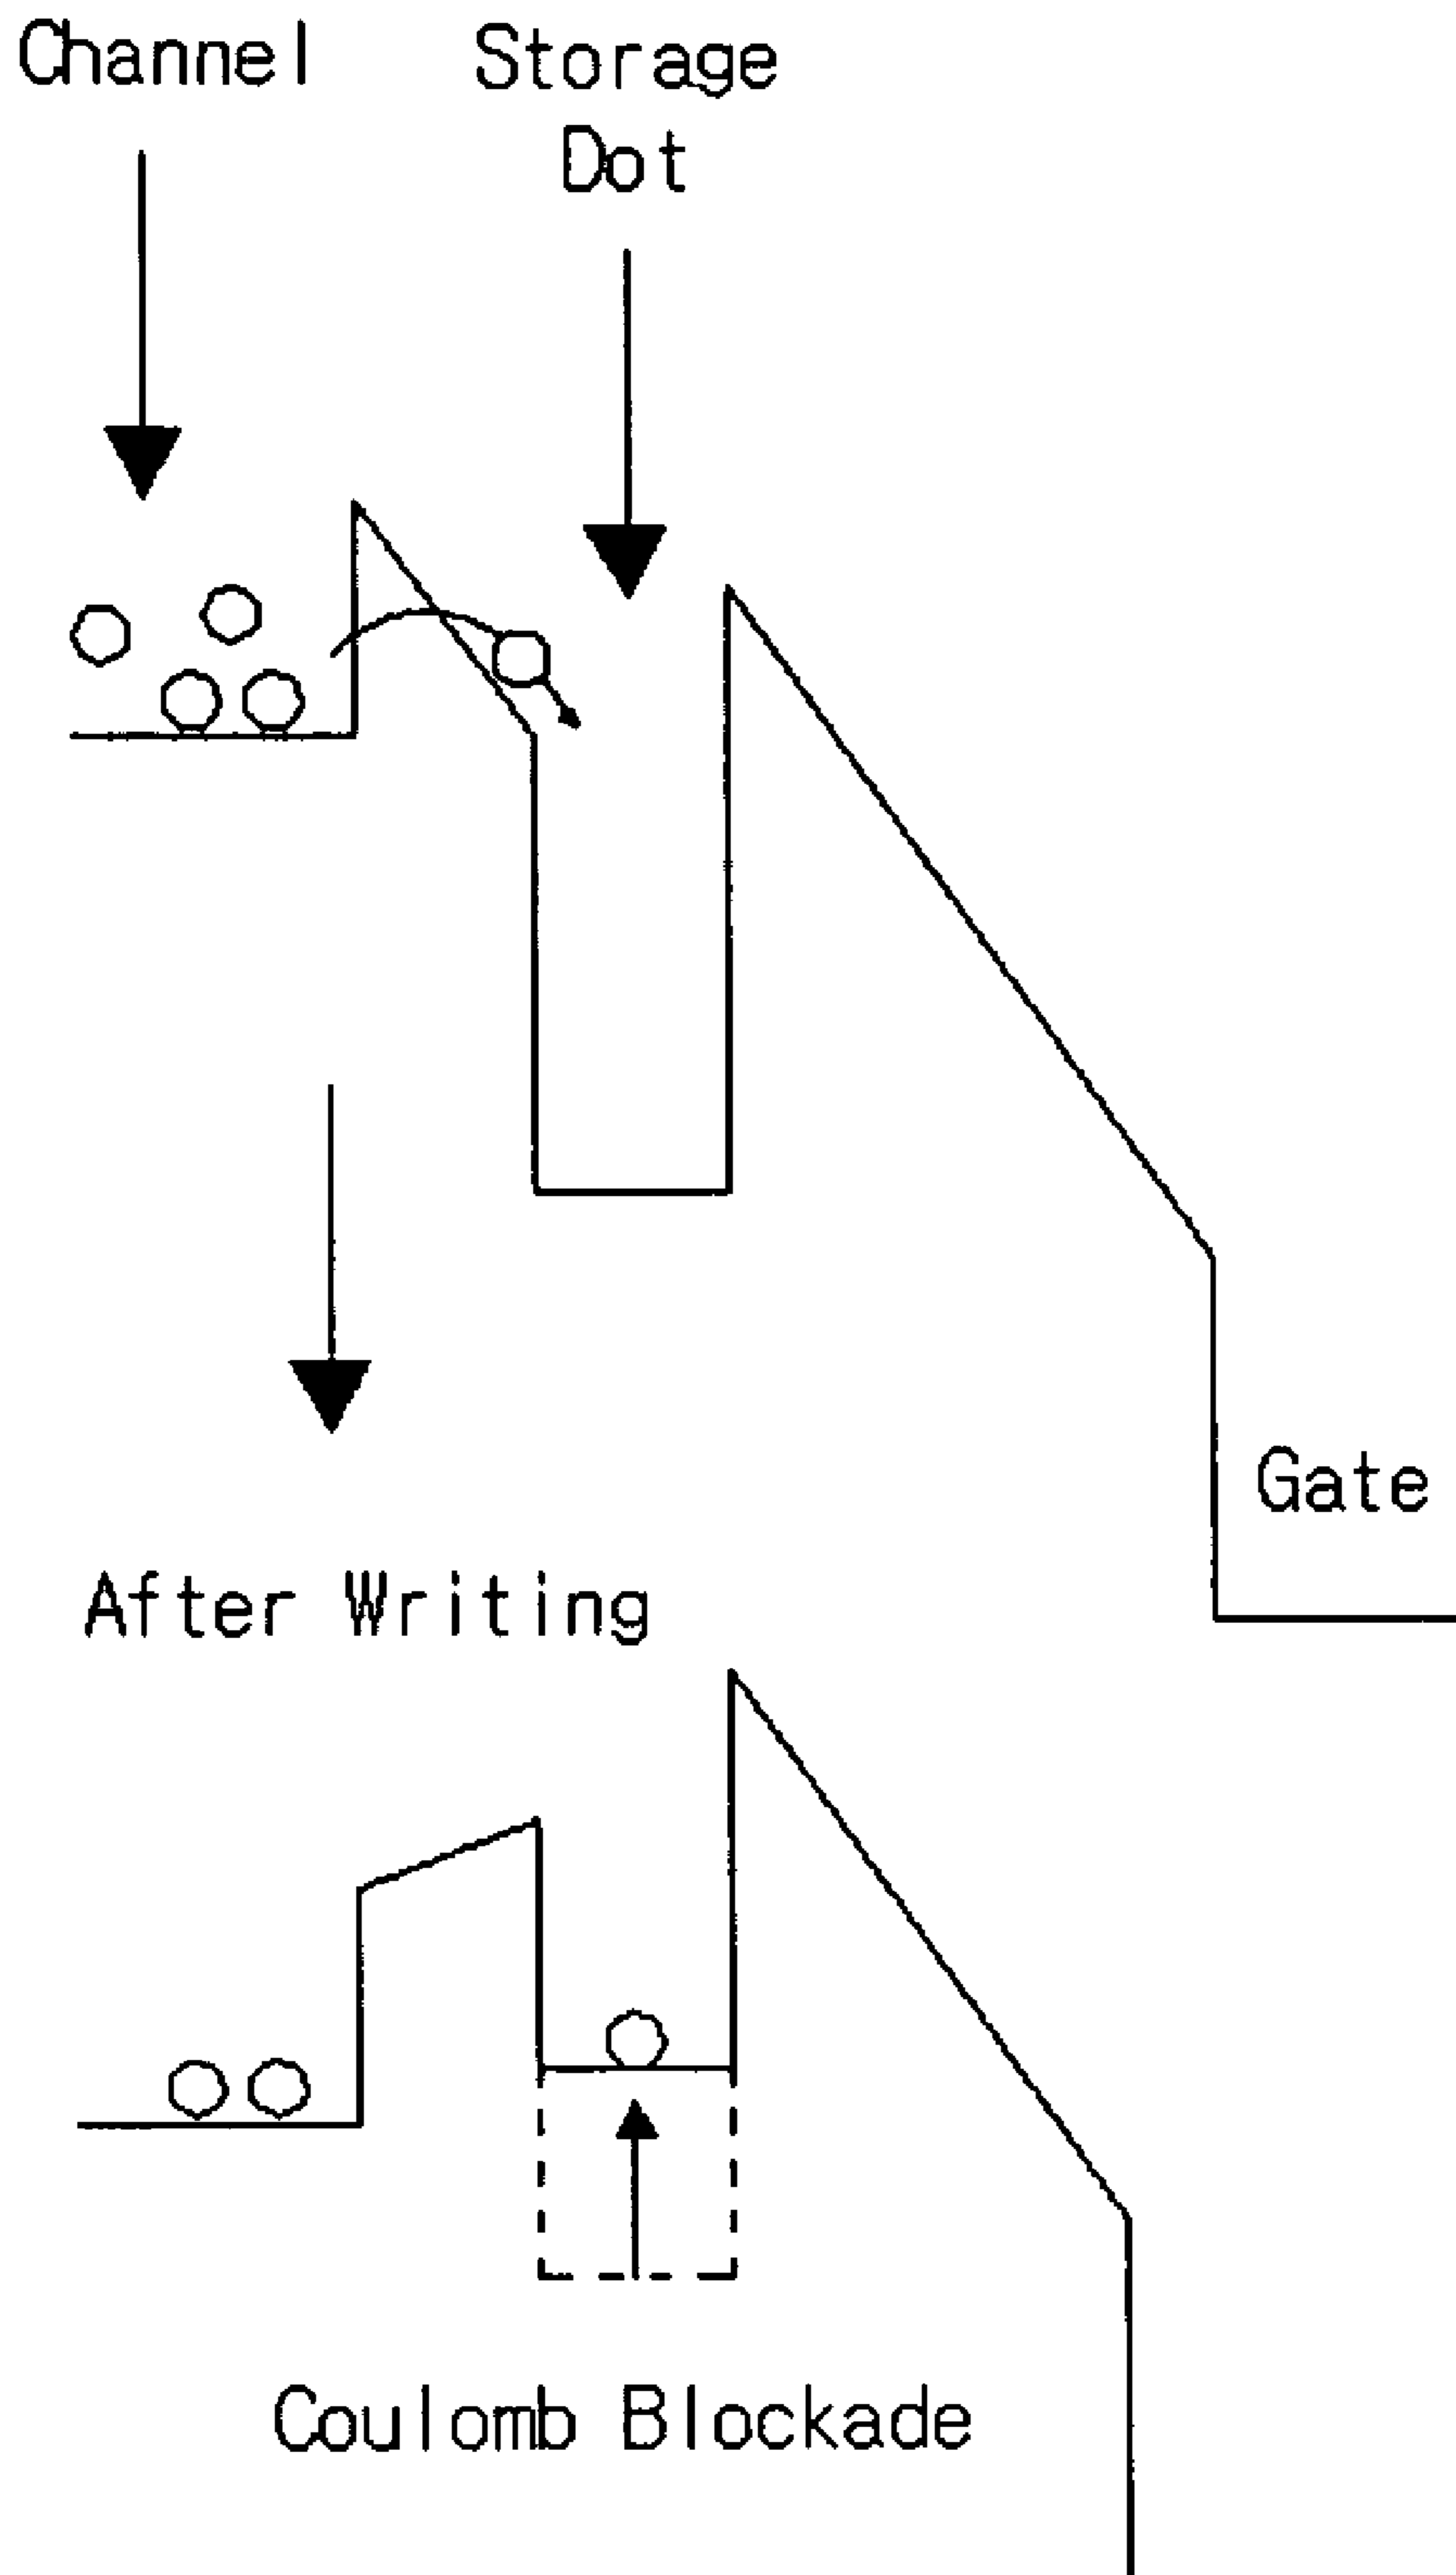 Channel
Storage
Dot
Gate
After Writing
Coulomb Blockade